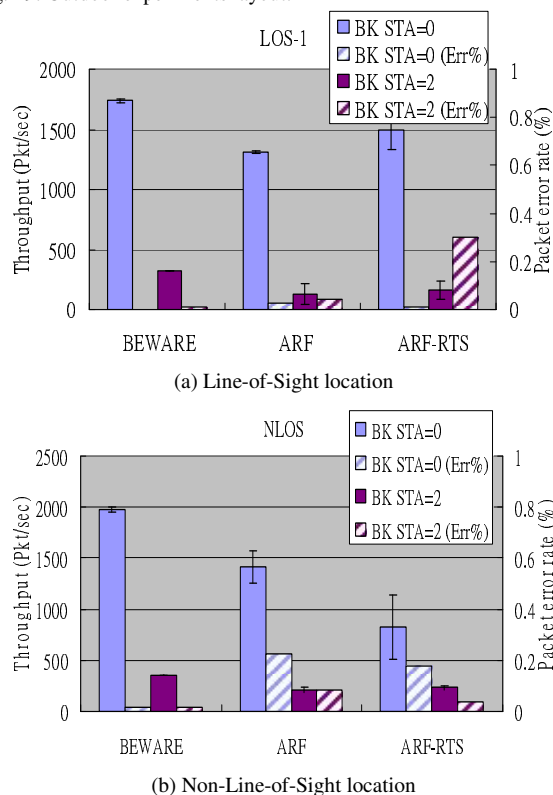 LOS-1
BK STA=0
BK STA=0 (Err%)
BK STA=2
BK STA=2 (Err%)
Throughput (Pkt/sec)
2000
1500
1000
500
0
1
0.8
0.6
0.4
0.2
0
Packet error rate (%)
BEWARE ARF ARF-RTS
(a) Line-of-Sight location
NLOS
BK STA=0
BK STA=0 (Err%)
BK STA=2
BK STA=2 (Err%)
Throughput (Pkt/sec)
2500
2000
1500
1000
500
0
1
0.8
0.6
0.4
0.2
0
Packet error rate (%)
BEWARE ARF ARF-RTS
(b) Non-Line-of-Sight location